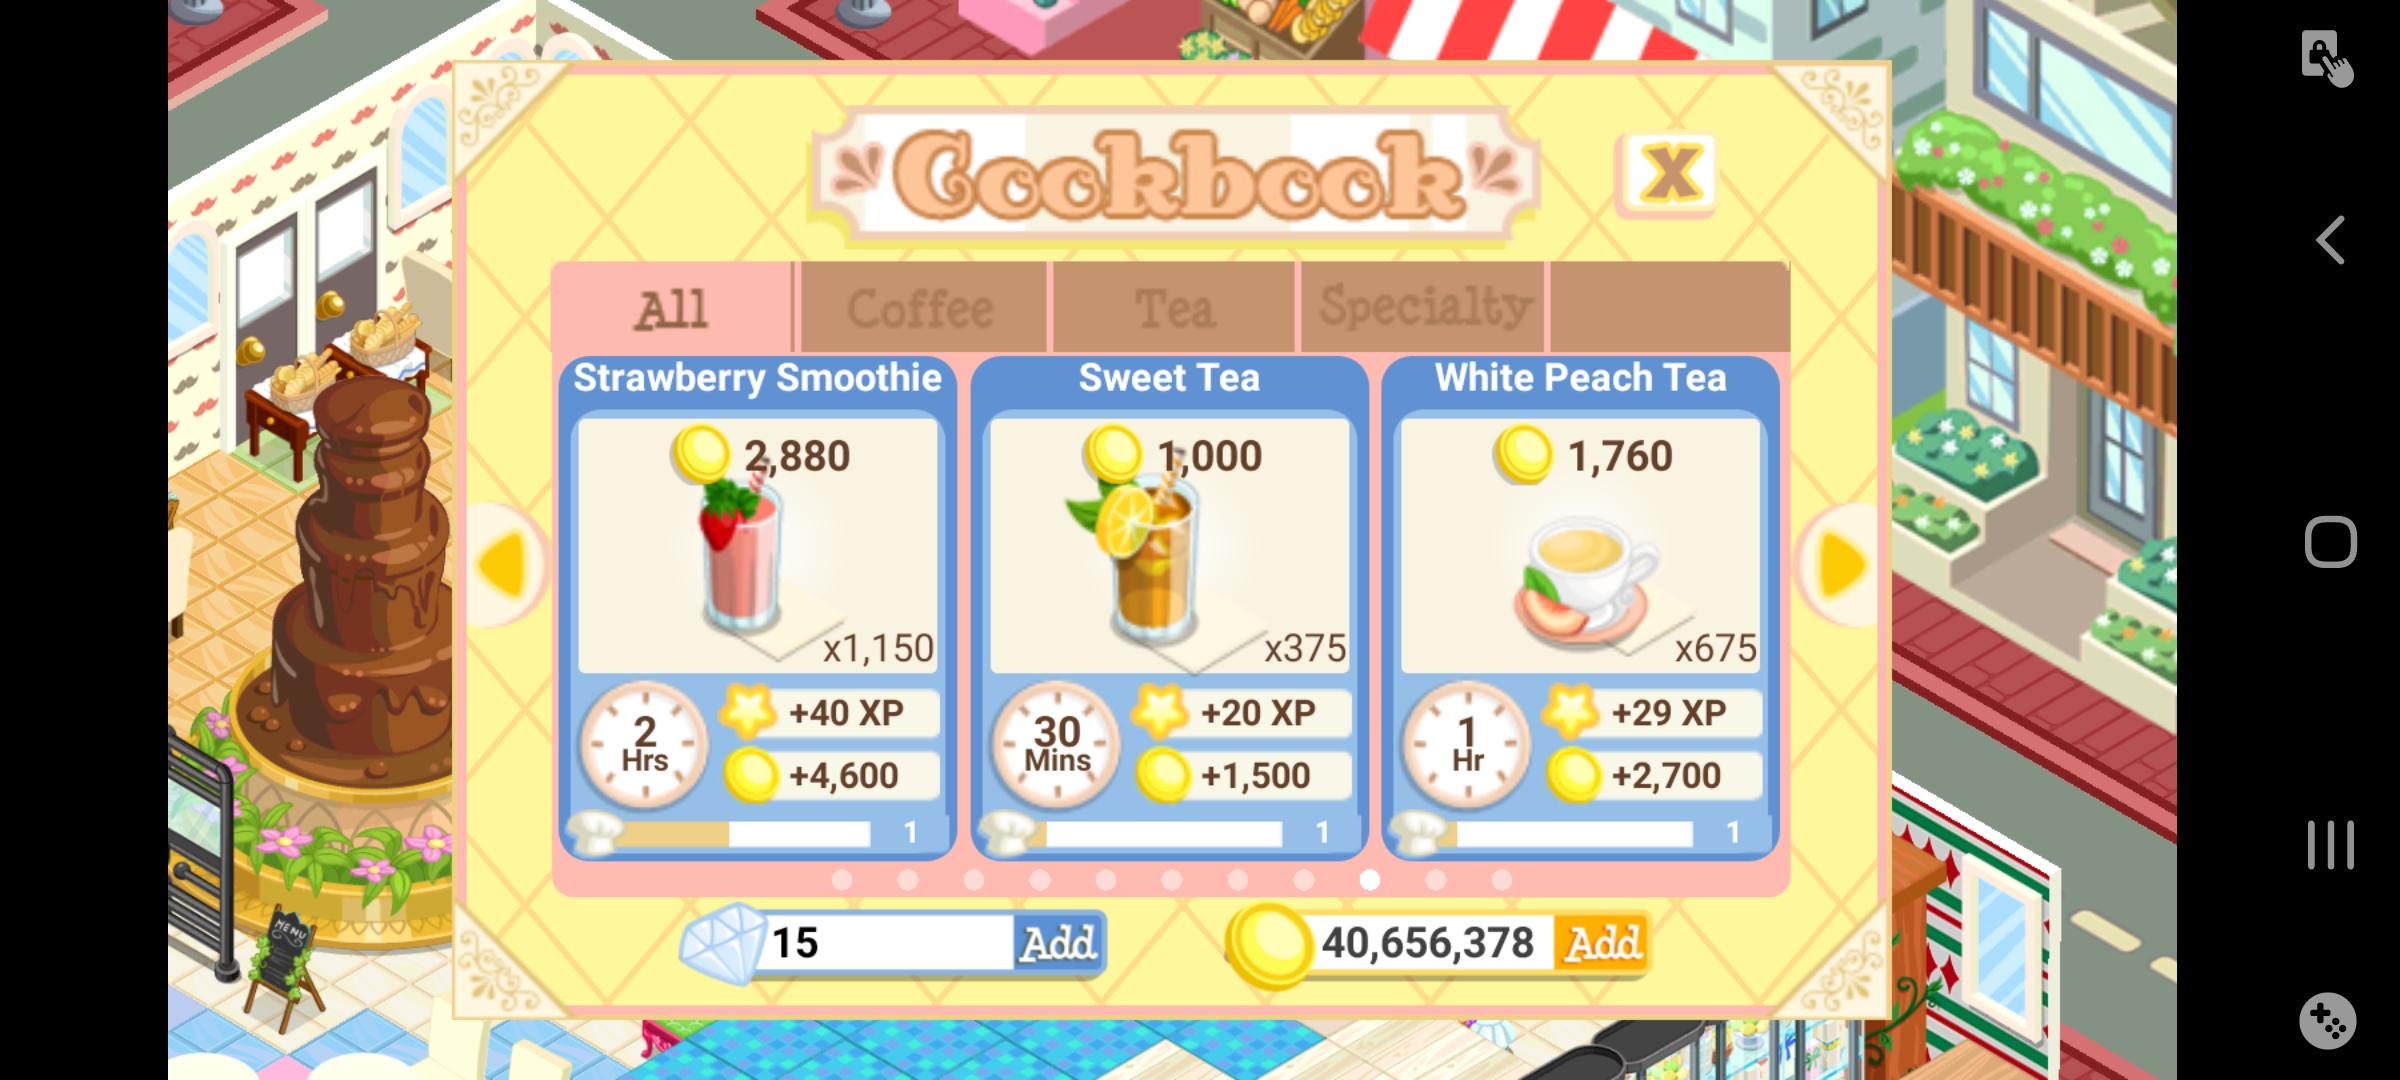 Cookbook
X
All
Coffee
Tea
Specialty
Strawberry Smoothie
2,880
x1,150
2
Hrs
+40 XP
+4,600
1
Sweet Tea
1,000
x375
30
Mins
+20 XP
+1,500
1
White Peach Tea
1,760
x675
1
Hr
+29 XP
+2,700
1
15
Add
40,656,378
Add
MENU